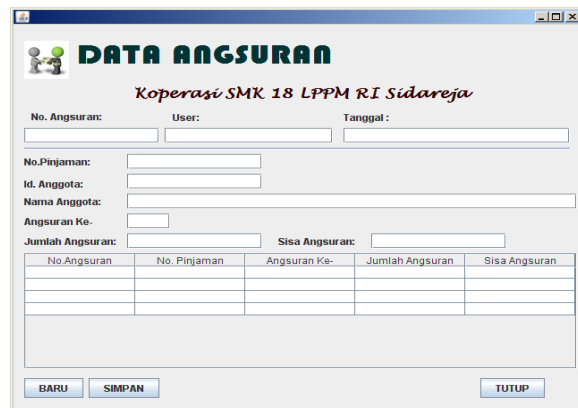 DATA ANGSURAN
Koperasi SMK 18 LPPM RI Sidareja
No. Angsuran: User: Tanggal :
No.Pinjaman:
Id. Anggota:
Nama Anggota:
Angsuran Ke-
Jumlah Angsuran: Sisa Angsuran:
No.Angsuran No. Pinjaman Angsuran Ke- Jumlah Angsuran Sisa Angsuran
BARU SIMPAN TUTUP